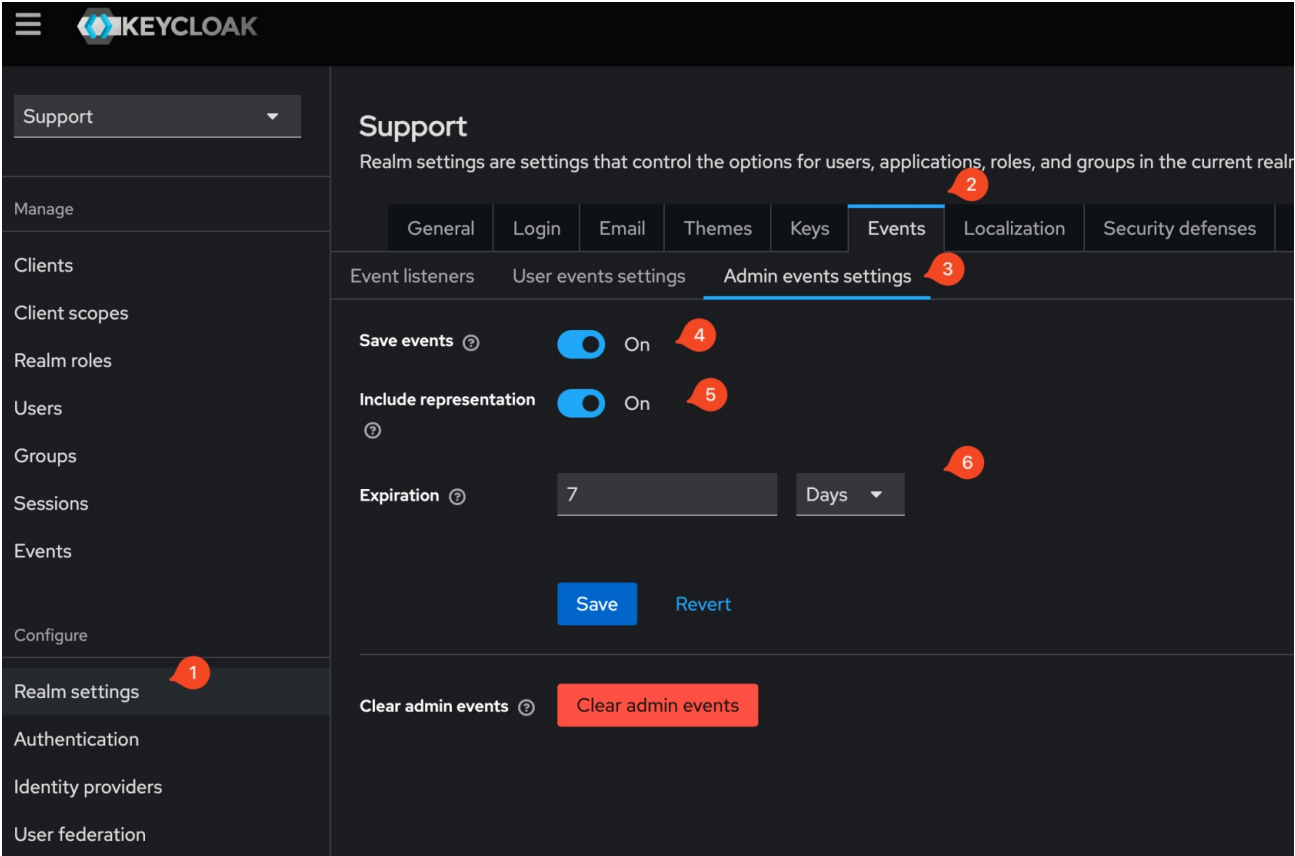 KEYCLOAK
Support
Manage
Clients
Client scopes
Realm roles
Users
Groups
Sessions
Events
Configure
Realm settings 1
Authentication
Identity providers
User federation
Support
Realm settings are settings that control the options for users, applications, roles, and groups in the current
2
General Login Email Themes Keys Events Localization Security defenses
Event listeners User events settings Admin events settings 3
Save events ? On 4
Include representation On 5
?
Expiration ? 7 Days 6
Save Revert
Clear admin events ? Clear admin events